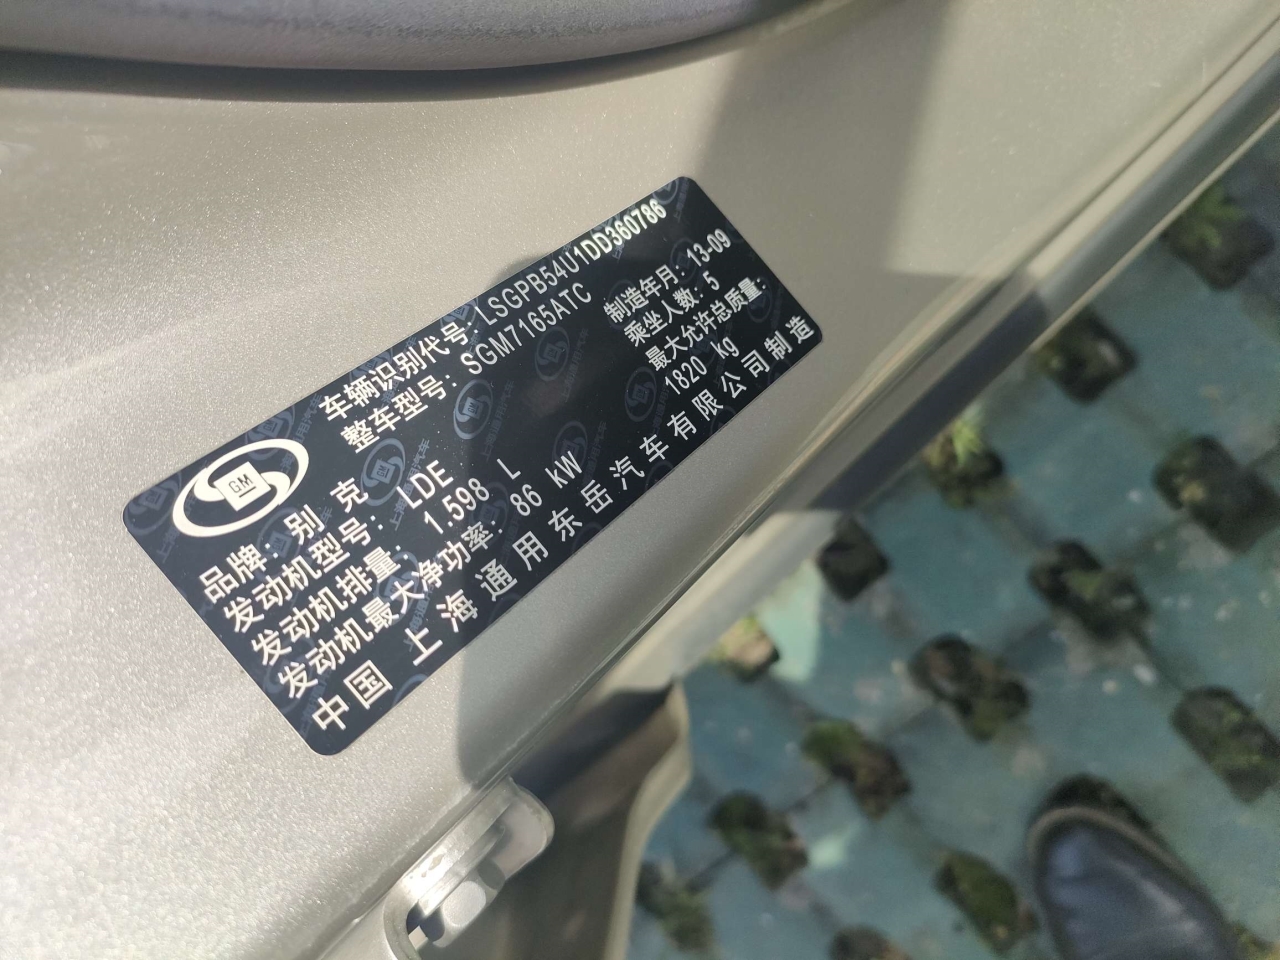 车辆识别代号:LSGPB54U1DD360786
整车型号:SGM7165ATC
GM
品牌:别 克
制造年月:13-09
发动机型号:LDE
乘坐人数:5
发动机排量:1.598 L
最大允许总质量:
1820 kg
发动机最大净功率:86 kW
中国 上海通用东岳汽车有限公司制造